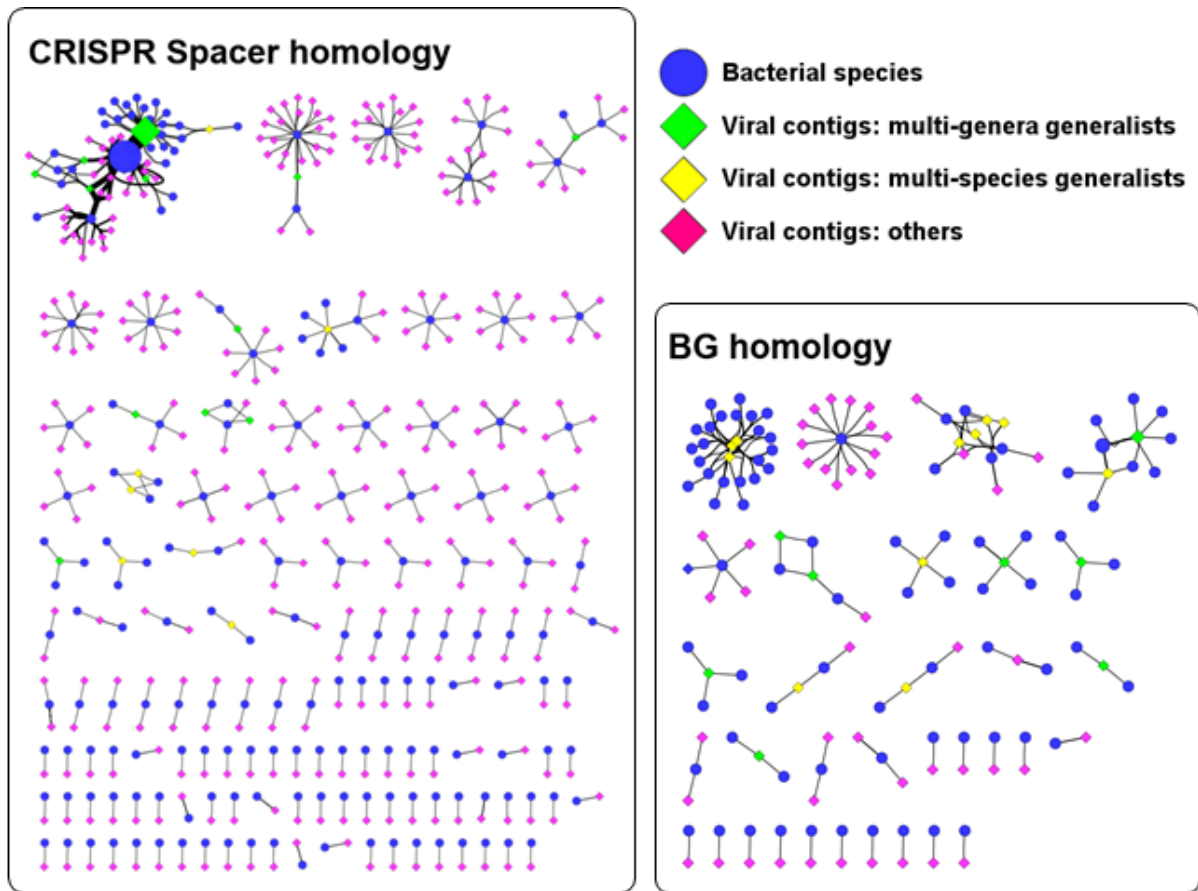 CRISPR Spacer homology
Bacterial species
Viral contigs: multi-genera generalists
Viral contigs: multi-species generalists
Viral contigs: others
BG homology